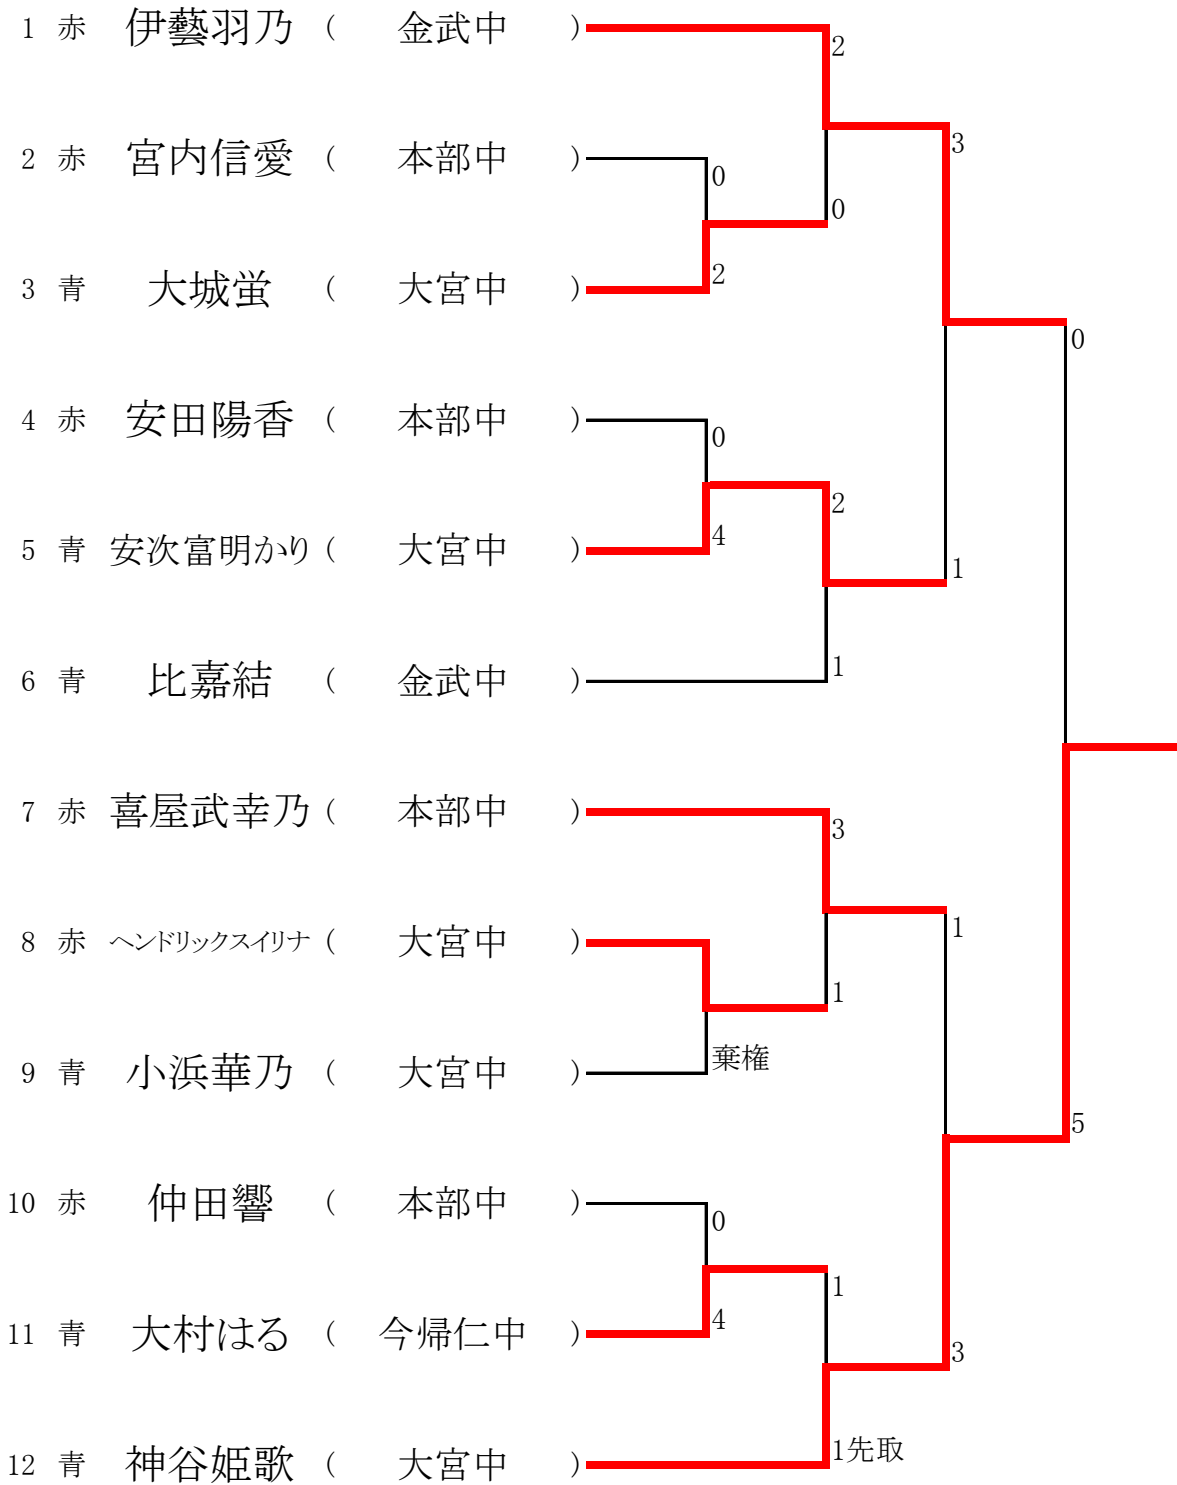 1 赤 伊藝羽乃 ( 金武中 )
2
3
2 赤 宮内信愛 ( 本部中 )
0
0
3 青 大城蛍 ( 大宮中 )
2
0
4 赤 安田陽香 ( 本部中 )
0
2
5 青 安次富明かり ( 大宮中 )
4
1
6 青 比嘉結 ( 金武中 )
1
7 赤 喜屋武幸乃 ( 本部中 )
3
1
8 赤 ヘンドリックスイリナ ( 大宮中 )
1
9 青 小浜華乃 ( 大宮中 )
棄権
5
10 赤 仲田響 ( 本部中 )
0
1
11 青 大村はる ( 今帰仁中 )
4
3
12 青 神谷姫歌 ( 大宮中 )
1先取